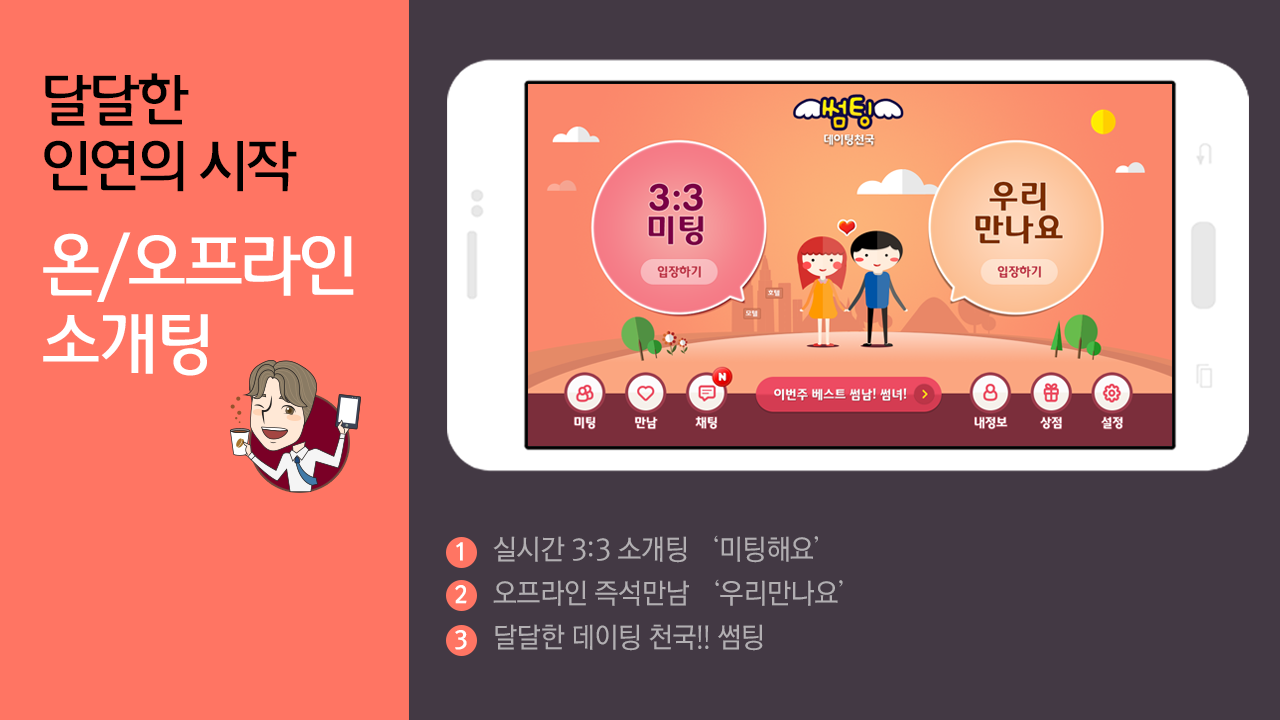 달달한
인연의 시작
온/오프라인
소개팅
썸팅
데이팅천국
3:3
미팅
입장하기
우리
만나요
입장하기
호텔
모텔
N
이번주 베스트 썸남! 썸녀!
미팅
만남
채팅
내정보
상점
설정
1 실시간 3:3 소개팅 ‘미팅해요’
2 오프라인 즉석만남 ‘우리만나요’
3 달달한 데이팅 천국!! 썸팅